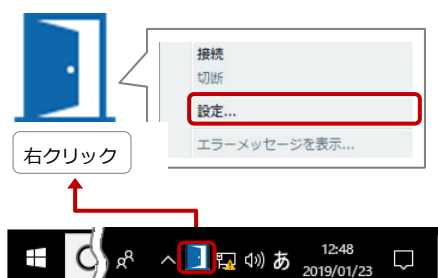 接続
切断
設定...
エラーメッセージを表示...
右クリック
あ
12:48
2019/01/23